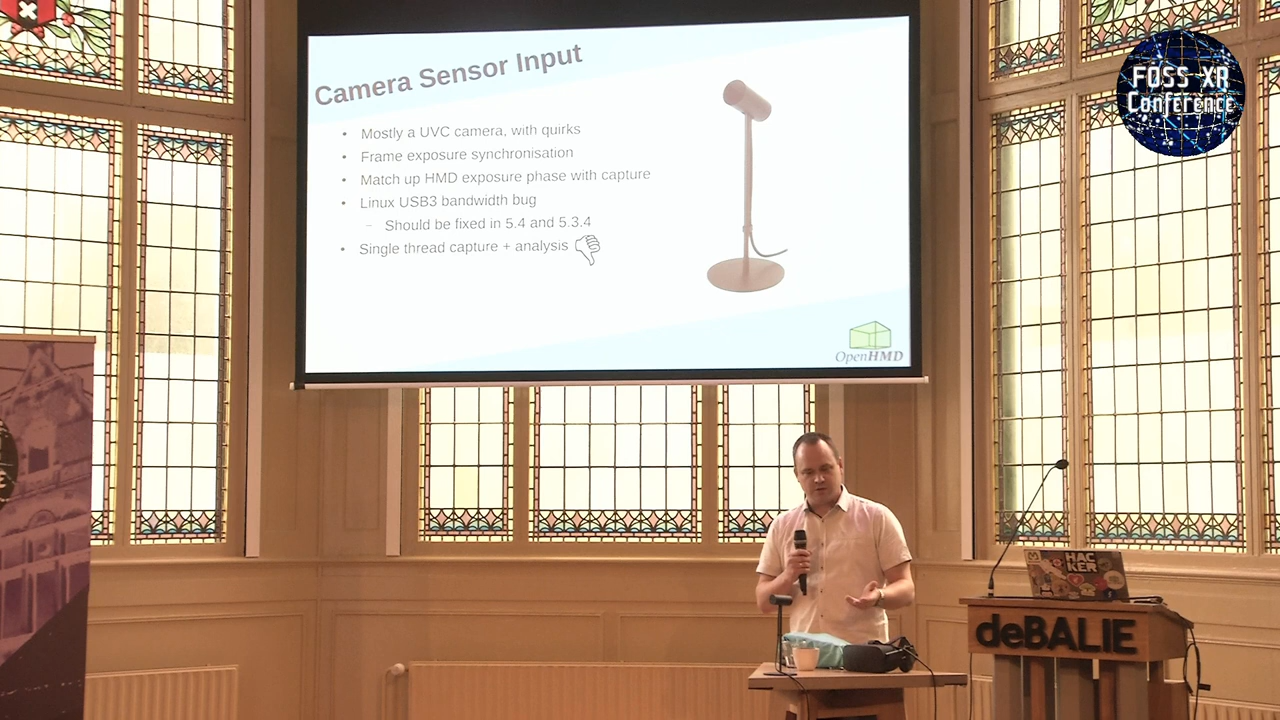 Camera Sensor Input
• Mostly a UVC camera, with quirks
• Frame exposure synchronisation
• Match up HMD exposure phase with capture
• Linux USB3 bandwidth bug
– Should be fixed in 5.4 and 5.3.4
• Single thread capture + analysis
OpenHMD
FOSS XR
Conference
HAC
KER
deBALIE